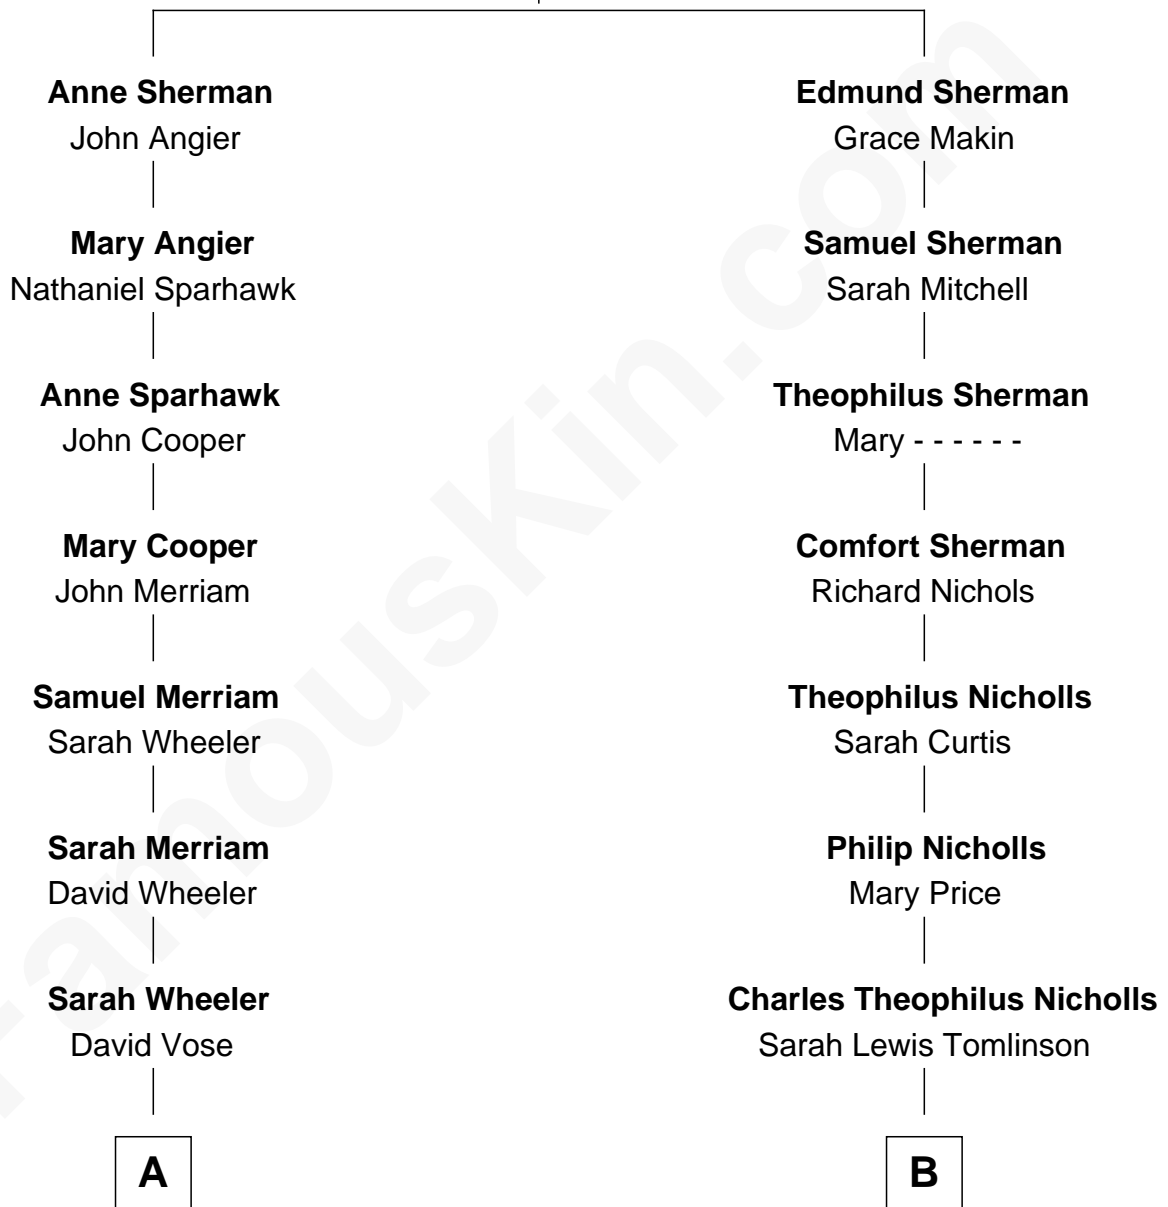 Anne Sherman
John Angier
Edmund Sherman
Grace Makin
Mary Angier
Nathaniel Sparhawk
Samuel Sherman
Sarah Mitchell
Anne Sparhawk
John Cooper
Theophilus Sherman
Mary - - - - - -
Mary Cooper
John Merriam
Comfort Sherman
Richard Nichols
Samuel Merriam
Sarah Wheeler
Theophilus Nicholls
Sarah Curtis
Sarah Merriam
David Wheeler
Philip Nicholls
Mary Price
Sarah Wheeler
David Vose
Charles Theophilus Nicholls
Sarah Lewis Tomlinson
A
B
FamousKin.com